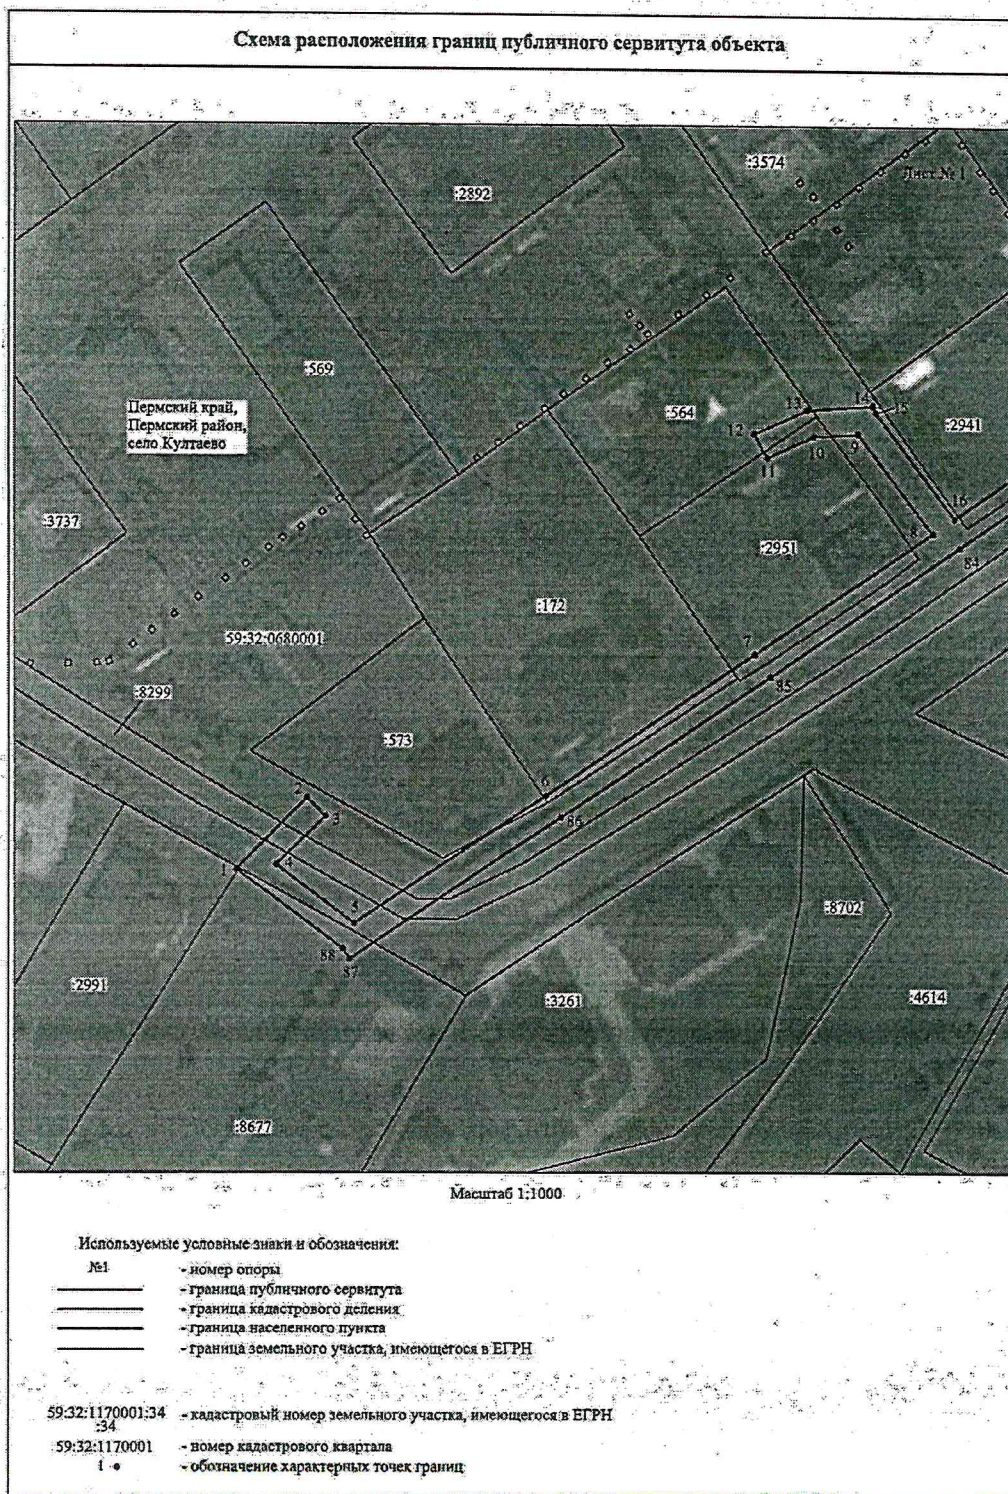 Схема расположения границ публичного сервитута объекта
:3574
Лист № 1
:2892
:569
Пермский край,
Пермский район,
село Култаево
:564
13
14
15
12
:2941
10
9
11
:3737
16
8
:2951
84
:172
59:32:0680001
7
85
:8299
:573
6
2
86
3
4
1
5
:8702
88
87
:2991
:3261
:4614
:8677
Масштаб 1:1000
Используемые условные знаки и обозначения:
№1 - номер опоры
- граница публичного сервитута
- граница кадастрового деления
- граница населенного пункта
- граница земельного участка, имеющегося в ЕГРН
59:32:1170001:34 - кадастровый номер земельного участка, имеющегося в ЕГРН
:34
59:32:1170001 - номер кадастрового квартала
1 - обозначение характерных точек границ